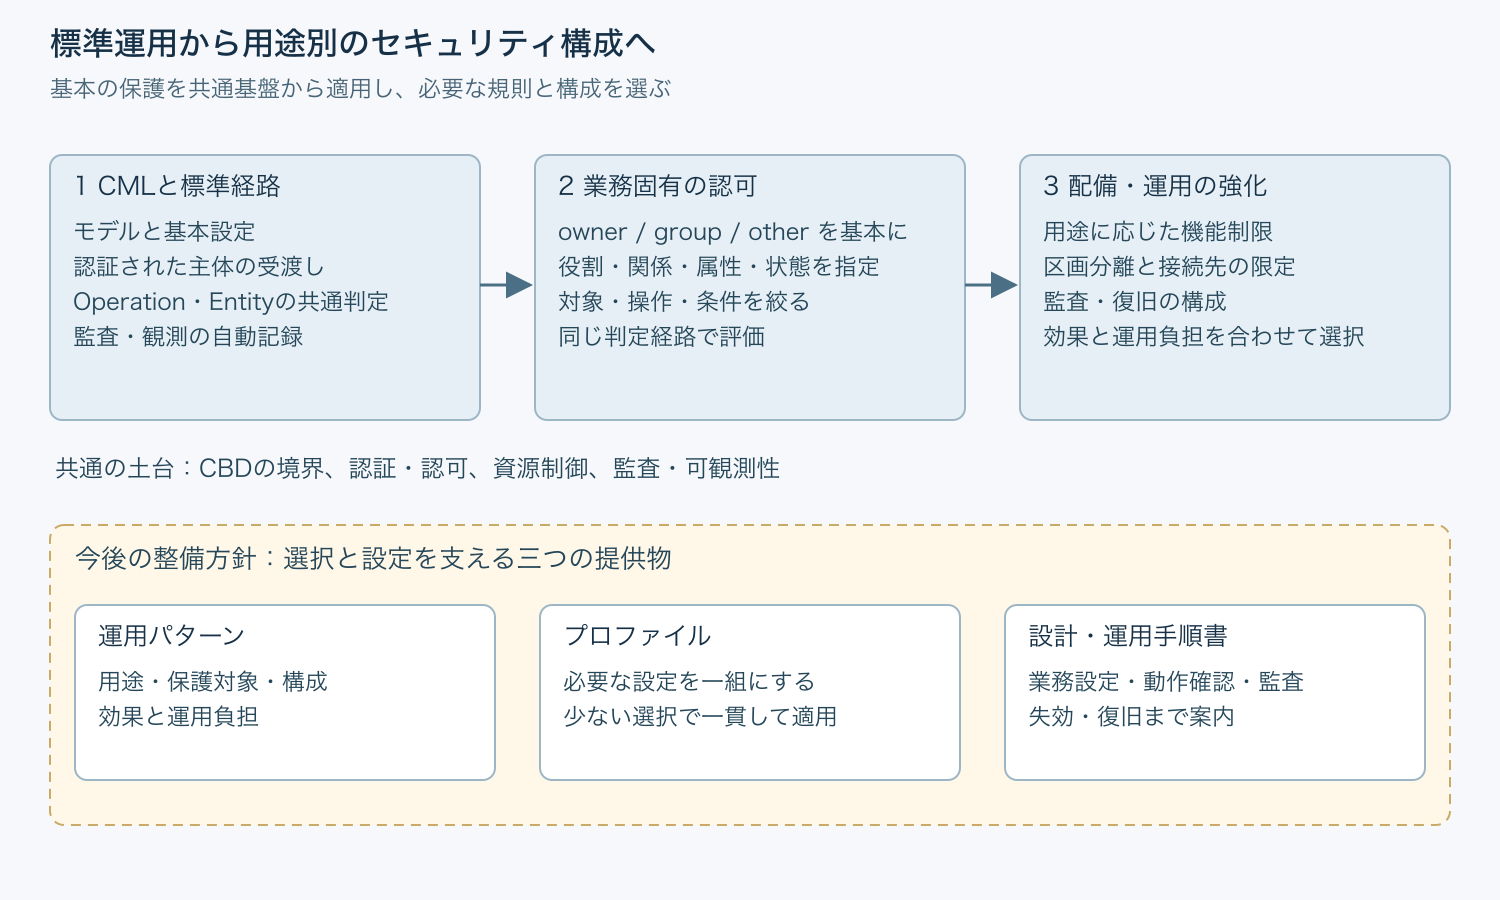 標準運用から用途別のセキュリティ構成へ
基本の保護を共通基盤から適用し、必要な規則と構成を選ぶ
1 CMLと標準経路
モデルと基本設定
認証された主体の受渡し
Operation・Entityの共通判定
監査・観測の自動記録
2 業務固有の認可
owner / group / other を基本に
役割・関係・属性・状態を指定
対象・操作・条件を絞る
同じ判定経路で評価
3 配備・運用の強化
用途に応じた機能制限
区画分離と接続先の限定
監査・復旧の構成
効果と運用負担を合わせて選択
共通の土台：CBDの境界、認証・認可、資源制御、監査・可観測性
今後の整備方針：選択と設定を支える三つの提供物
運用パターン
用途・保護対象・構成
効果と運用負担
プロファイル
必要な設定を一組にする
少ない選択で一貫して適用
設計・運用手順書
業務設定・動作確認・監査
失効・復旧まで案内